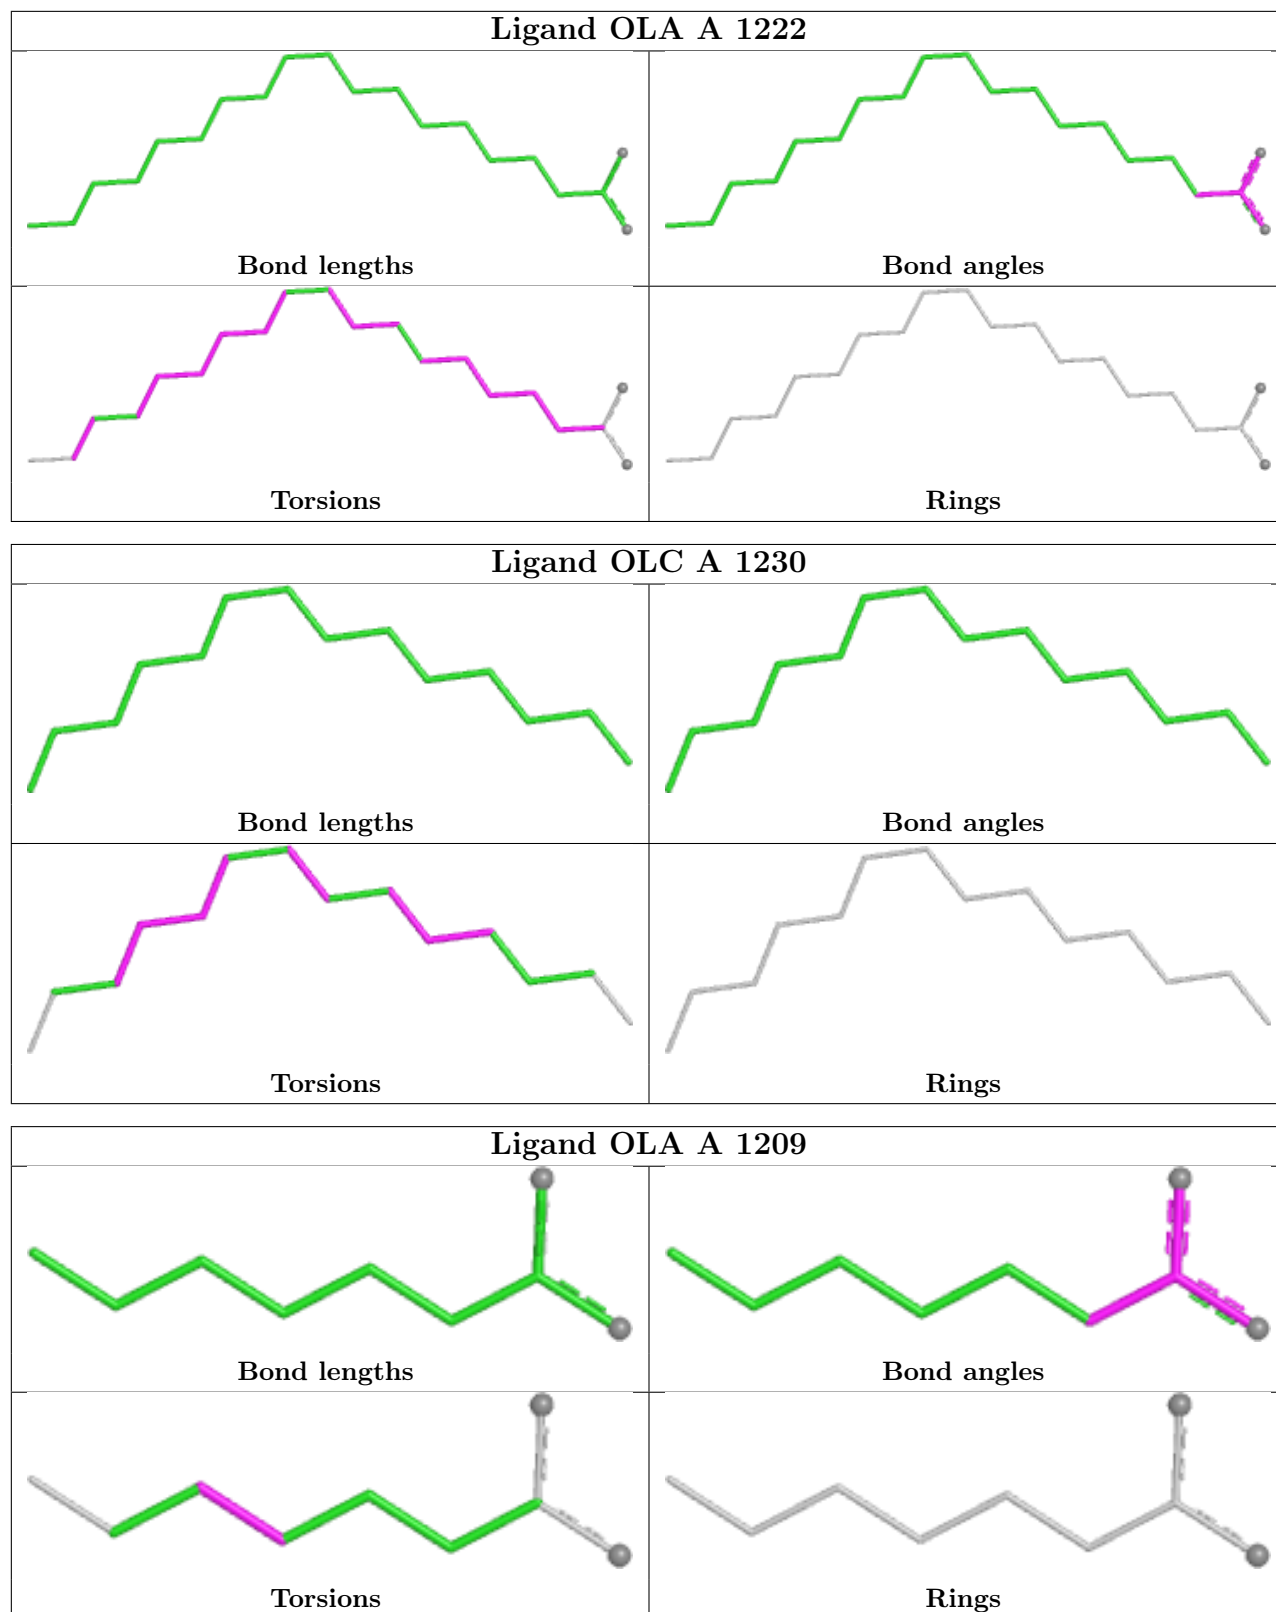 Ligand OLA A 1222
Bond lengths
Bond angles
Torsions
Rings
Ligand OLC A 1230
Bond lengths
Bond angles
Torsions
Rings
Ligand OLA A 1209
Bond lengths
Bond angles
Torsions
Rings